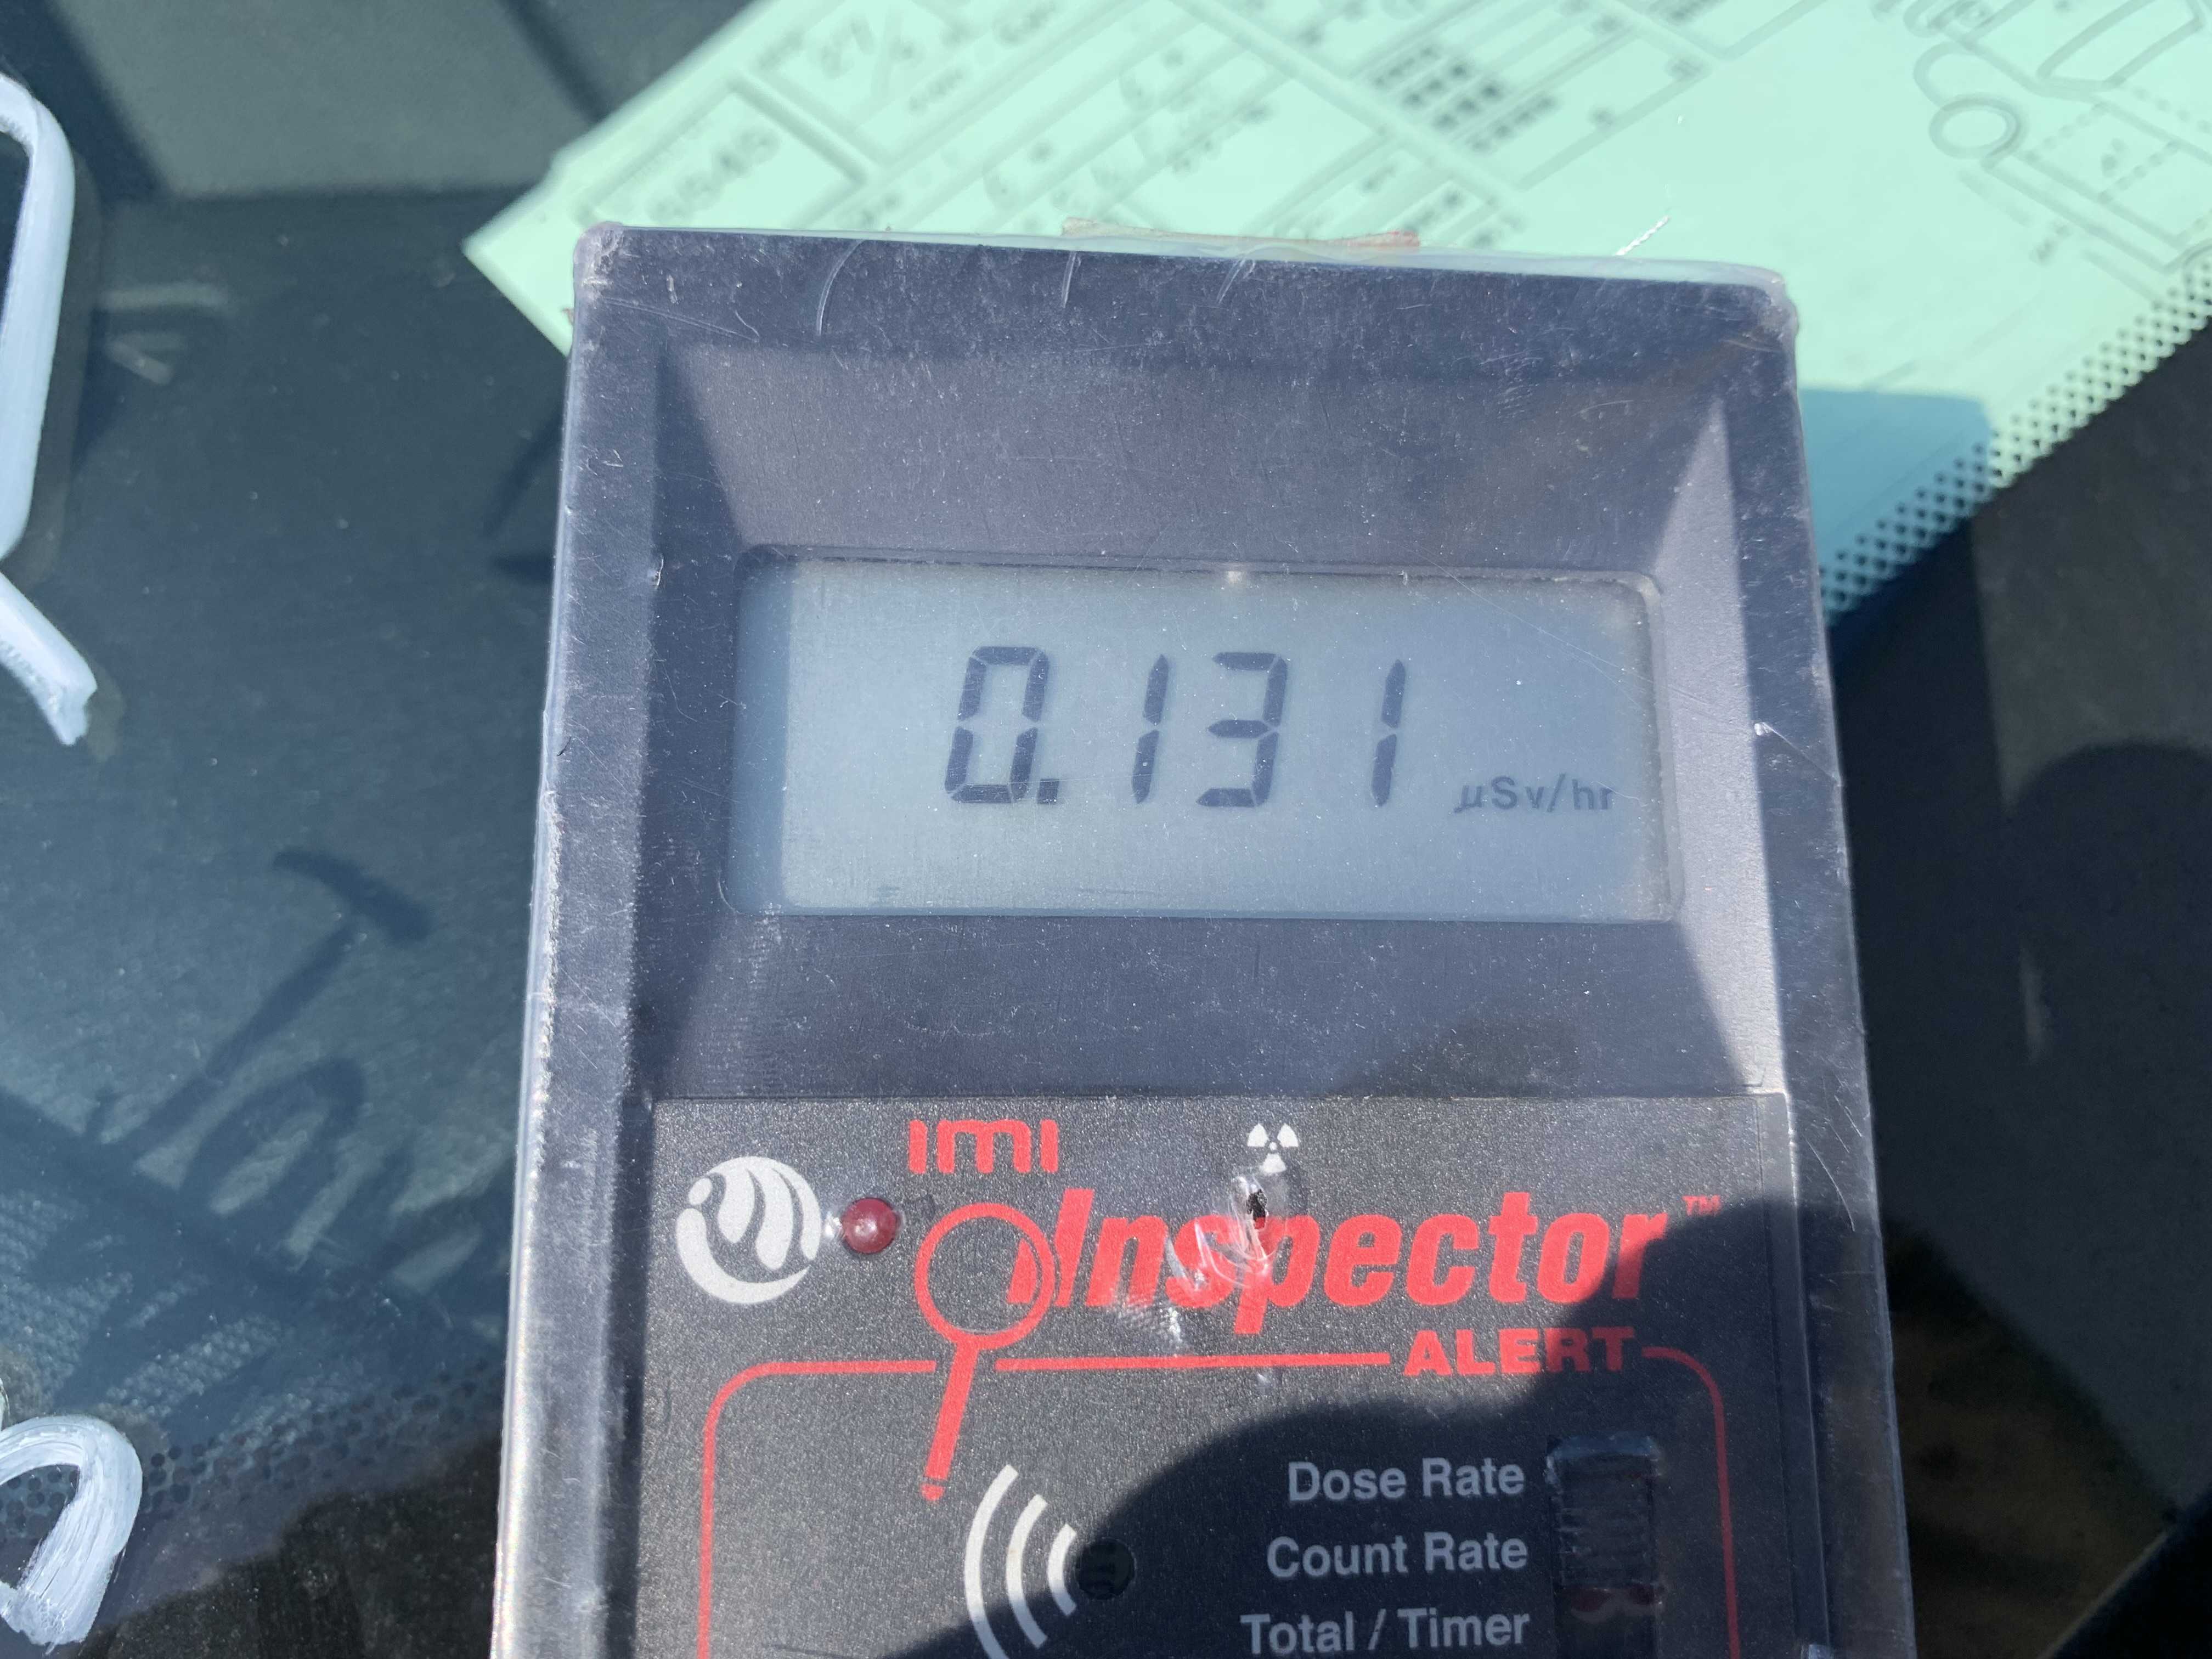 0.131 µSv/hr
imi
Inspector™
ALERT
Dose Rate
Count Rate
Total / Timer